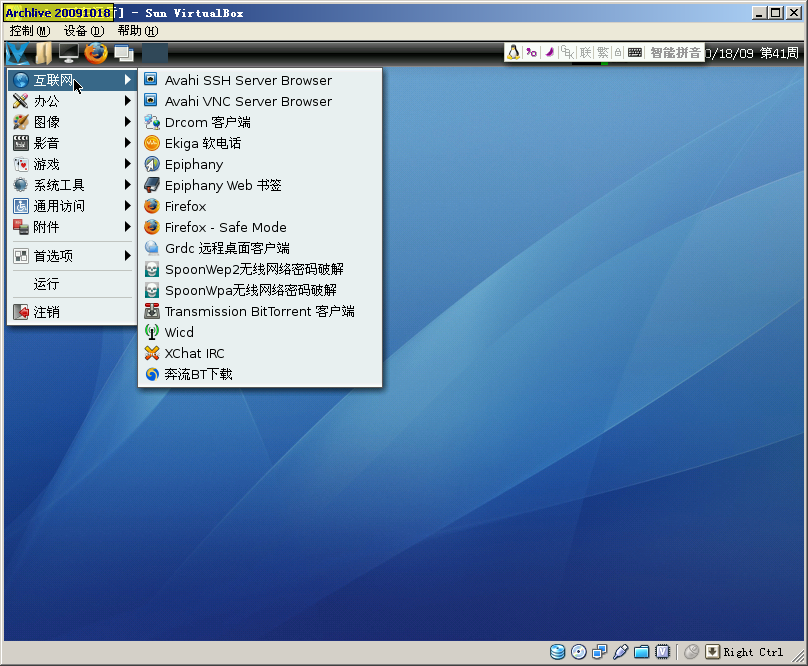 Archive 20091018 行] - Sun VirtualBox
控制(M) 设备(D) 帮助(H)
联 繁 智能拼音 0/18/09 第41周
互联网
办公
图像
影音
游戏
系统工具
通用访问
附件
首选项
运行
注销
Avahi SSH Server Browser
Avahi VNC Server Browser
Drcom 客户端
Ekiga 软电话
Epiphany
Epiphany Web 书签
Firefox
Firefox - Safe Mode
Grdc 远程桌面客户端
SpoonWep2无线网络密码破解
SpoonWpa无线网络密码破解
Transmission BitTorrent 客户端
Wicd
XChat IRC
奔流BT下载
Right Ctrl